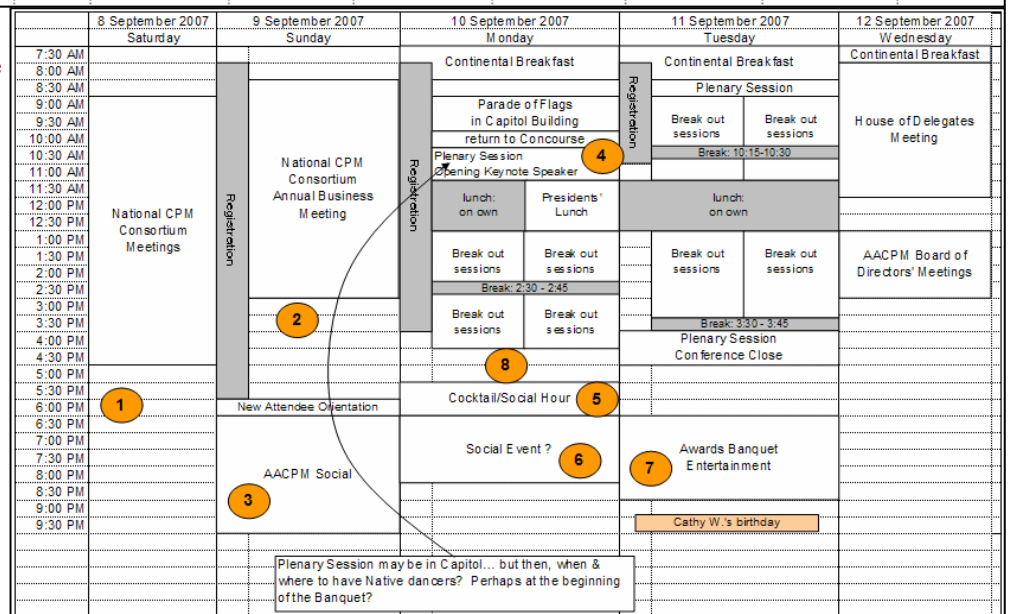 8 September 2007
9 September 2007
10 September 2007
11 September 2007
12 September 2007
Saturday
Sunday
Monday
Tuesday
Wednesday
7:30 AM
8:00 AM
8:30 AM
9:00 AM
9:30 AM
10:00 AM
10:30 AM
11:00 AM
11:30 AM
12:00 PM
12:30 PM
1:00 PM
1:30 PM
2:00 PM
2:30 PM
3:00 PM
3:30 PM
4:00 PM
4:30 PM
5:00 PM
5:30 PM
6:00 PM
6:30 PM
7:00 PM
7:30 PM
8:00 PM
8:30 PM
9:00 PM
9:30 PM
National CPM
Consortium
Meetings
1
Registration
National CPM
Consortium
Annual Business
Meeting
2
New Attendee Orientation
AACPM Social
3
Registration
Continental Breakfast
Parade of Flags
in Capitol Building
return to Concourse
Plenary Session
Opening Keynote Speaker
4
lunch:
on own
Presidents'
Lunch
Break out
sessions
Break out
sessions
Break: 2:30 - 2:45
Break out
sessions
Break out
sessions
8
Cocktail/Social Hour
5
Social Event ?
6
Registration
Continental Breakfast
Plenary Session
Break out
sessions
Break out
sessions
Break: 10:15-10:30
lunch:
on own
Break out
sessions
Break out
sessions
Break: 3:30 - 3:45
Plenary Session
Conference Close
7
Awards Banquet
Entertainment
Cathy W.'s birthday
Continental Breakfast
House of Delegates
Meeting
AACPM Board of
Directors' Meetings
Plenary Session may be in Capitol... but then, when &
where to have Native dancers? Perhaps at the beginning
of the Banquet?